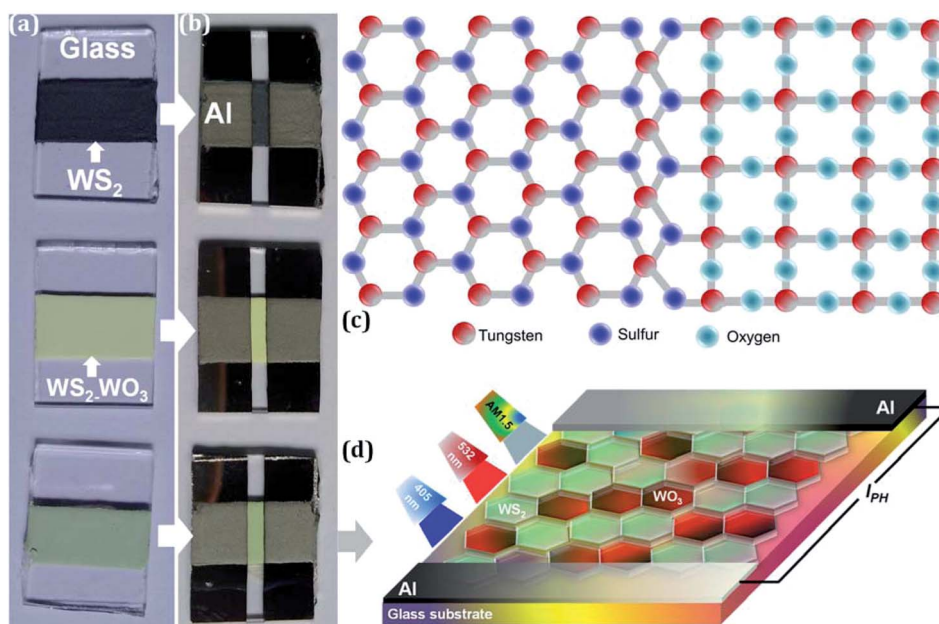 (a)
Glass
WS₂
WS₂-WO₃
(b)
Al
(c)
Tungsten
Sulfur
Oxygen
(d)
AM1.5
532
nm
405
nm
WS₂
WO₃
Al
I_PH
Al
Glass substrate